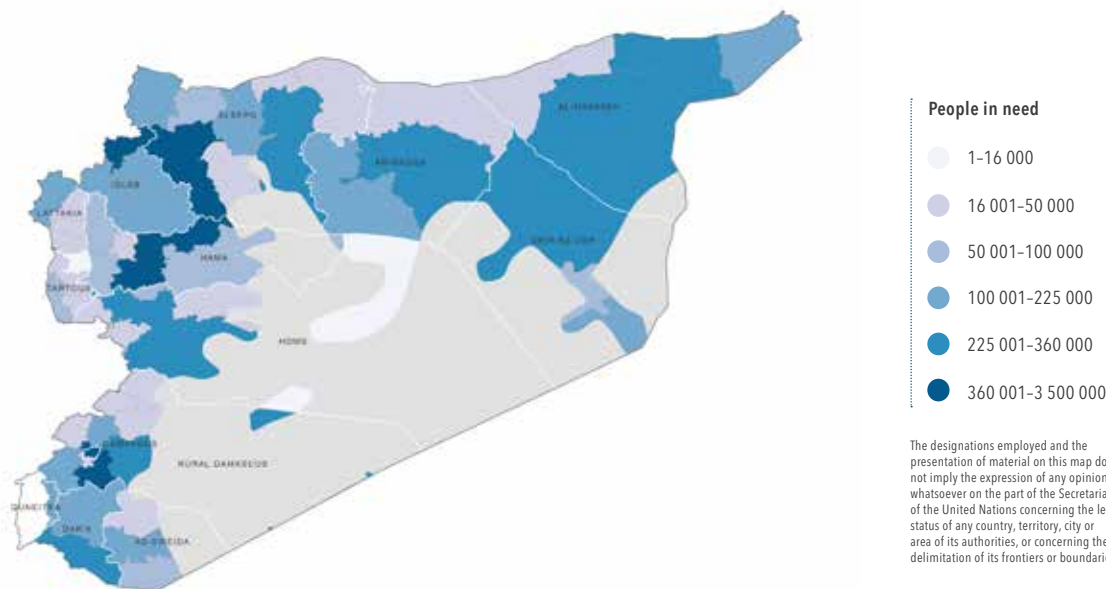 ALEPPO
AL-HASAKEH
AR-RAQQA
IDLEB
LATTAKIA
HAMA
DEIR-EZ-ZOR
TARTOUS
HOMS
DAMASCUS
RURAL DAMASCUS
QUNEITRA
DAR'A
AS-SWEIDA
People in need
1–16 000
16 001–50 000
50 001–100 000
100 001–225 000
225 001–360 000
360 001–3 500 000
The designations employed and the
presentation of material on this map do
not imply the expression of any opinion
whatsoever on the part of the Secretaria
of the United Nations concerning the le
status of any country, territory, city or
area of its authorities, or concerning the
delimitation of its frontiers or boundarie